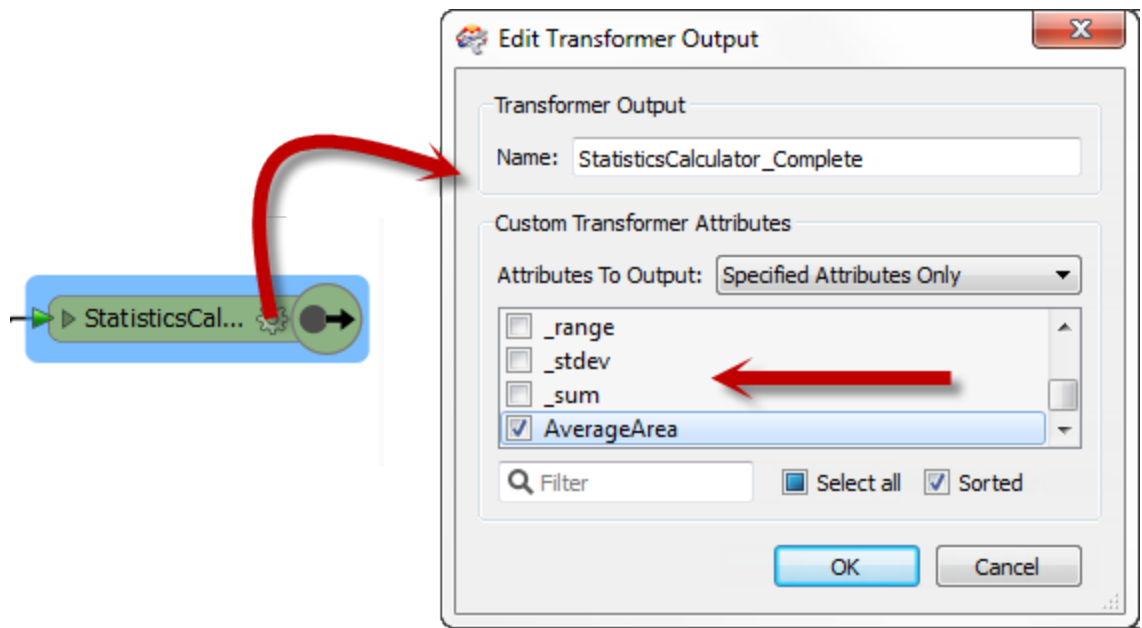 Edit Transformer Output
Transformer Output
Name: StatisticsCalculator_Complete
Custom Transformer Attributes
Attributes To Output: Specified Attributes Only
StatisticsCal...
_range
_stdev
_sum
AverageArea
Filter Select all Sorted
OK Cancel